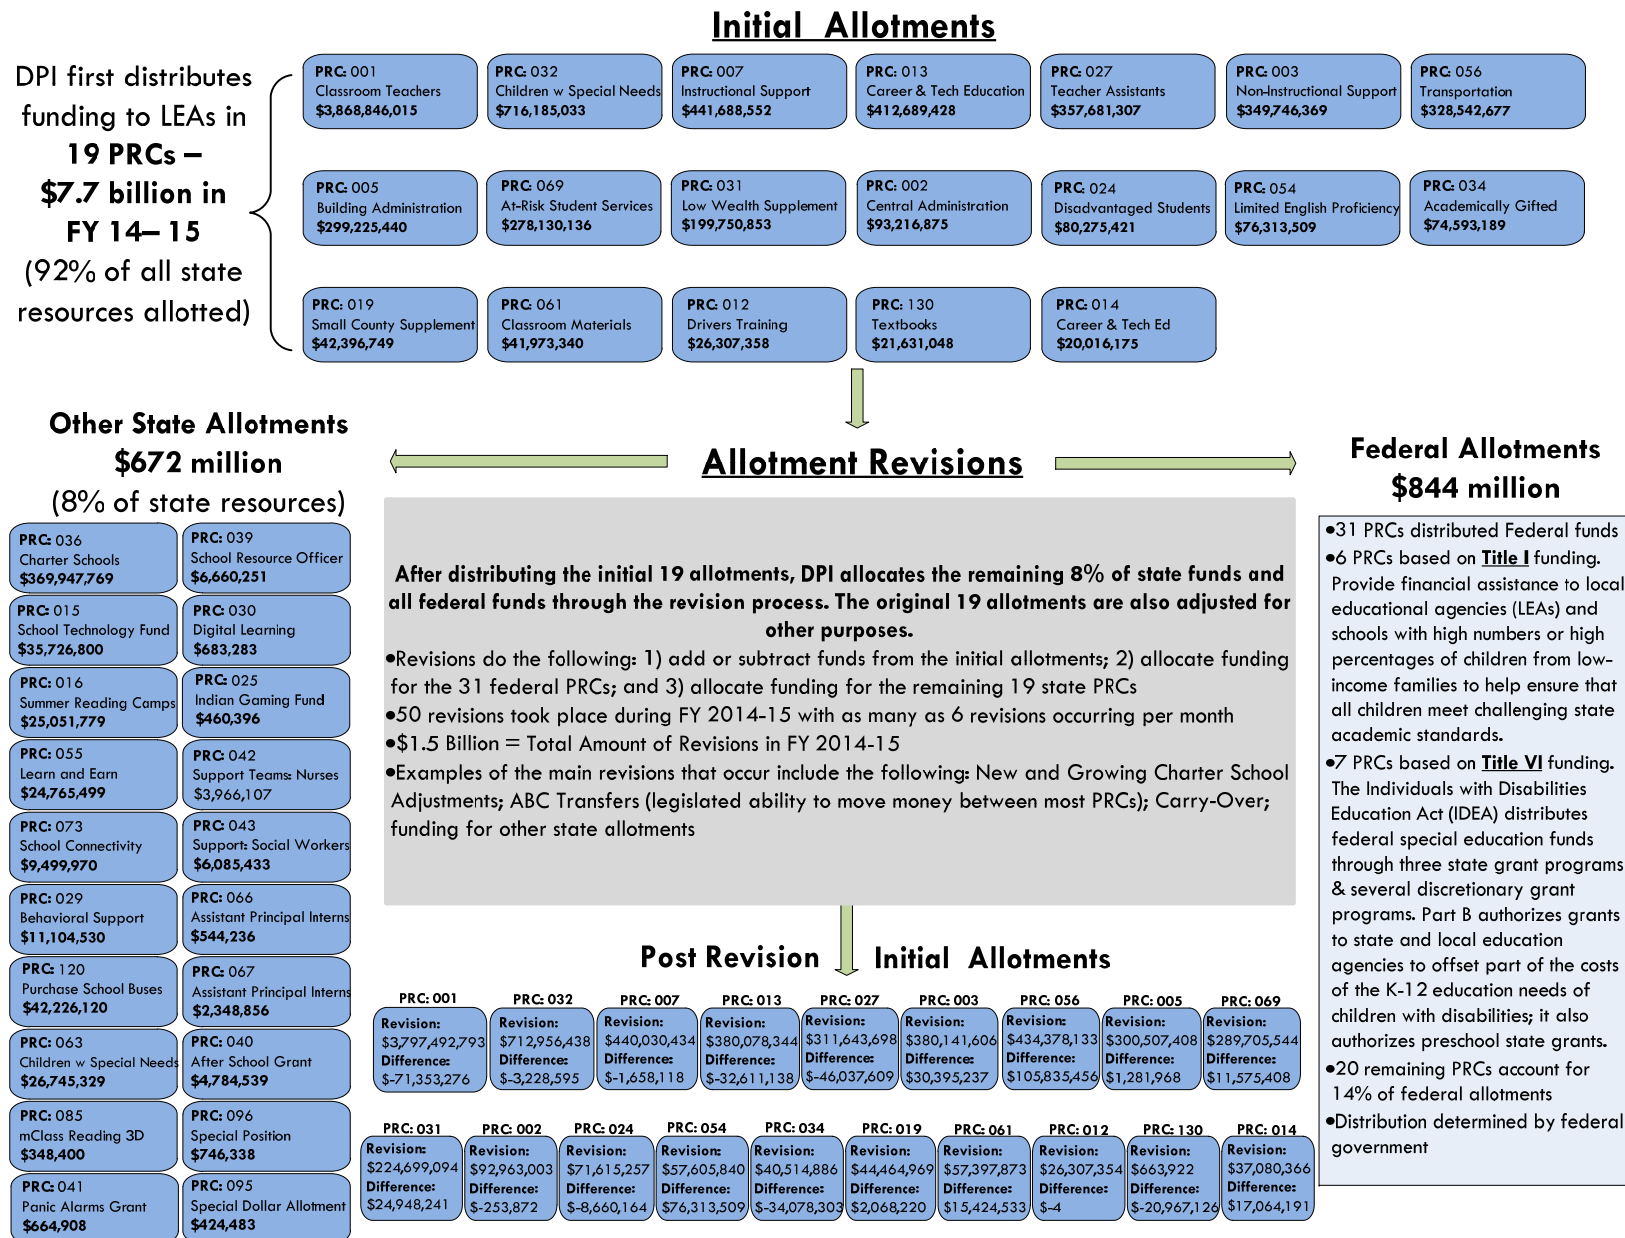 Initial Allotments
DPI first distributes
funding to LEAs in
19 PRCs –
$7.7 billion in
FY 14– 15
(92% of all state
resources allotted)
PRC: 001
Classroom Teachers
$3,868,846,015
PRC: 032
Children w Special Needs
$716,185,033
PRC: 007
Instructional Support
$441,688,552
PRC: 013
Career & Tech Education
$412,689,428
PRC: 027
Teacher Assistants
$357,681,307
PRC: 003
Non-Instructional Support
$349,746,369
PRC: 056
Transportation
$328,542,677
PRC: 005
Building Administration
$299,225,440
PRC: 069
At-Risk Student Services
$278,130,136
PRC: 031
Low Wealth Supplement
$199,750,853
PRC: 002
Central Administration
$93,216,875
PRC: 024
Disadvantaged Students
$80,275,421
PRC: 054
Limited English Proficiency
$76,313,509
PRC: 034
Academically Gifted
$74,593,189
PRC: 019
Small County Supplement
$42,396,749
PRC: 061
Classroom Materials
$41,973,340
PRC: 012
Drivers Training
$26,307,358
PRC: 130
Textbooks
$21,631,048
PRC: 014
Career & Tech Ed
$20,016,175
Other State Allotments
$672 million
(8% of state resources)
PRC: 036
Charter Schools
$369,947,769
PRC: 039
School Resource Officer
$6,660,251
PRC: 015
School Technology Fund
$35,726,800
PRC: 030
Digital Learning
$683,283
PRC: 016
Summer Reading Camps
$25,051,779
PRC: 025
Indian Gaming Fund
$460,396
PRC: 055
Learn and Earn
$24,765,499
PRC: 042
Support Teams: Nurses
$3,966,107
PRC: 073
School Connectivity
$9,499,970
PRC: 043
Support: Social Workers
$6,085,433
PRC: 029
Behavioral Support
$11,104,530
PRC: 066
Assistant Principal Interns
$544,236
PRC: 120
Purchase School Buses
$42,226,120
PRC: 067
Assistant Principal Interns
$2,348,856
PRC: 063
Children w Special Needs
$26,745,329
PRC: 040
After School Grant
$4,784,539
PRC: 085
mClass Reading 3D
$348,400
PRC: 096
Special Position
$746,338
PRC: 041
Panic Alarms Grant
$664,908
PRC: 095
Special Dollar Allotment
$424,483
Allotment Revisions
After distributing the initial 19 allotments, DPI allocates the remaining 8% of state funds and
all federal funds through the revision process. The original 19 allotments are also adjusted for
other purposes.
•Revisions do the following: 1) add or subtract funds from the initial allotments; 2) allocate funding
for the 31 federal PRCs; and 3) allocate funding for the remaining 19 state PRCs
•50 revisions took place during FY 2014-15 with as many as 6 revisions occurring per month
•$1.5 Billion = Total Amount of Revisions in FY 2014-15
•Examples of the main revisions that occur include the following: New and Growing Charter School
Adjustments; ABC Transfers (legislated ability to move money between most PRCs); Carry-Over;
funding for other state allotments
Federal Allotments
$844 million
•31 PRCs distributed Federal funds
•6 PRCs based on Title I funding.
Provide financial assistance to local
educational agencies (LEAs) and
schools with high numbers or high
percentages of children from low-
income families to help ensure that
all children meet challenging state
academic standards.
•7 PRCs based on Title VI funding.
The Individuals with Disabilities
Education Act (IDEA) distributes
federal special education funds
through three state grant programs
& several discretionary grant
programs. Part B authorizes grants
to state and local education
agencies to offset part of the costs
of the K-12 education needs of
children with disabilities; it also
authorizes preschool state grants.
•20 remaining PRCs account for
14% of federal allotments
•Distribution determined by federal
government
Post Revision Initial Allotments
PRC: 001
Revision:
$3,797,492,793
Difference:
$-71,353,276
PRC: 032
Revision:
$712,956,438
Difference:
$-3,228,595
PRC: 007
Revision:
$440,030,434
Difference:
$-1,658,118
PRC: 013
Revision:
$380,078,344
Difference:
$-32,611,138
PRC: 027
Revision:
$311,643,698
Difference:
$-46,037,609
PRC: 003
Revision:
$380,141,606
Difference:
$30,395,237
PRC: 056
Revision:
$434,378,133
Difference:
$105,835,456
PRC: 005
Revision:
$300,507,408
Difference:
$1,281,968
PRC: 069
Revision:
$289,705,544
Difference:
$11,575,408
PRC: 031
Revision:
$224,699,094
Difference:
$24,948,241
PRC: 002
Revision:
$92,963,003
Difference:
$-253,872
PRC: 024
Revision:
$71,615,257
Difference:
$-8,660,164
PRC: 054
Revision:
$57,605,840
Difference:
$76,313,509
PRC: 034
Revision:
$40,514,886
Difference:
$-34,078,303
PRC: 019
Revision:
$44,464,969
Difference:
$2,068,220
PRC: 061
Revision:
$57,397,873
Difference:
$15,424,533
PRC: 012
Revision:
$26,307,354
Difference:
$-4
PRC: 130
Revision:
$663,922
Difference:
$-20,967,126
PRC: 014
Revision:
$37,080,366
Difference:
$17,064,191